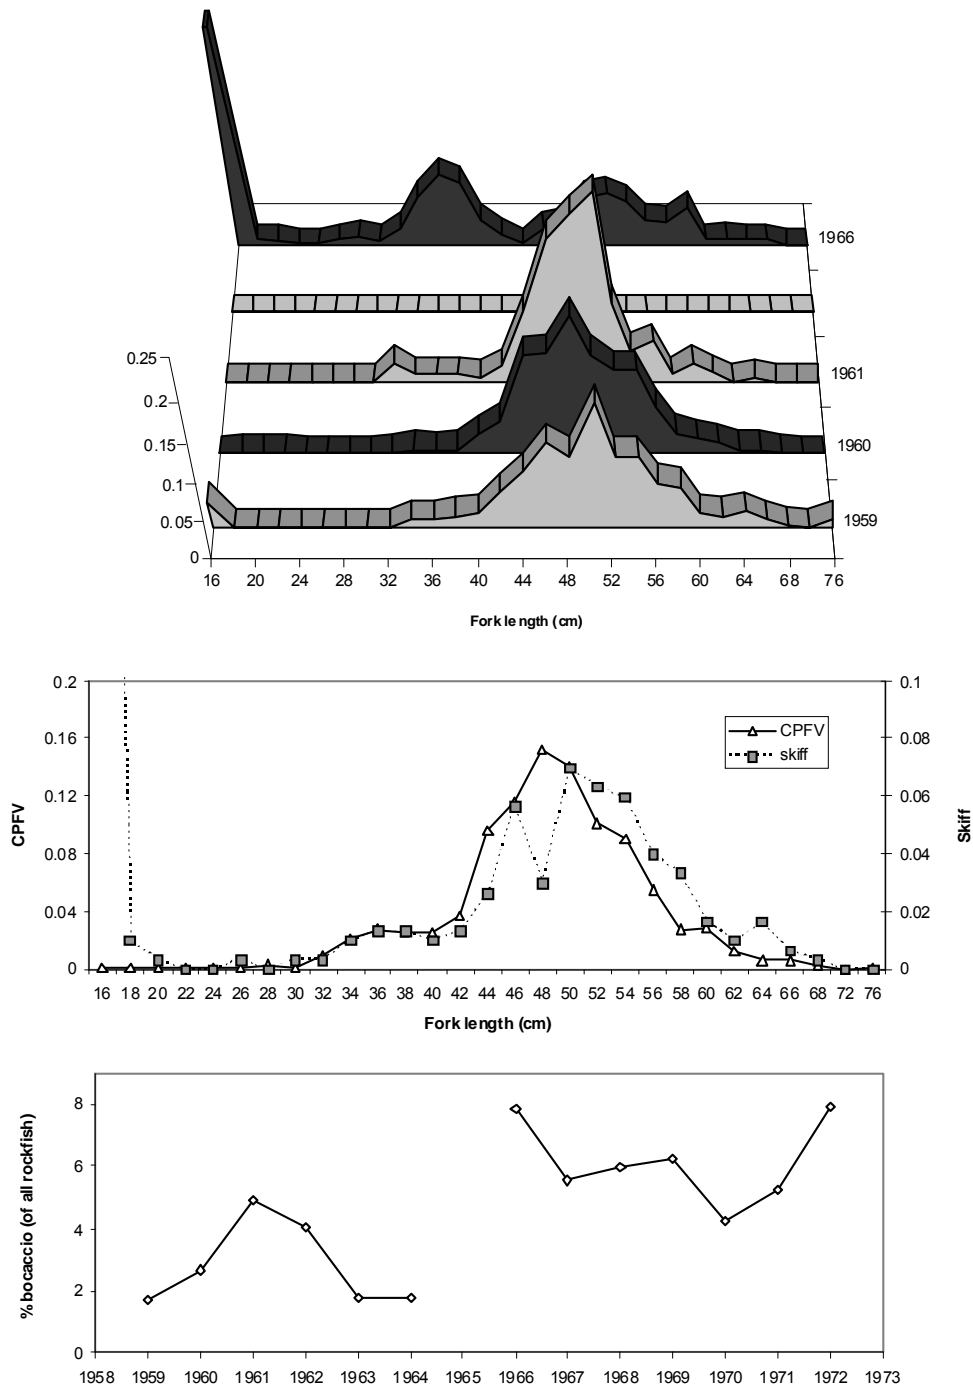 1966
0.25
1961
0.2
0.15
1960
0.1
0.05
1959
0
16 20 24 28 32 36 40 44 48 52 56 60 64 68 76
Fork length (cm)
0.2 0.1
CPFV
skiff
0.16 0.08
0.12 0.06
CPFV
Skiff
0.08 0.04
0.04 0.02
0 0
16 18 20 22 24 26 28 30 32 34 36 38 40 42 44 46 48 50 52 54 56 58 60 62 64 66 68 72 76
Fork length (cm)
% bocaccio (of all rockfish)
8
6
4
2
0
1958 1959 1960 1961 1962 1963 1964 1965 1966 1967 1968 1969 1970 1971 1972 1973